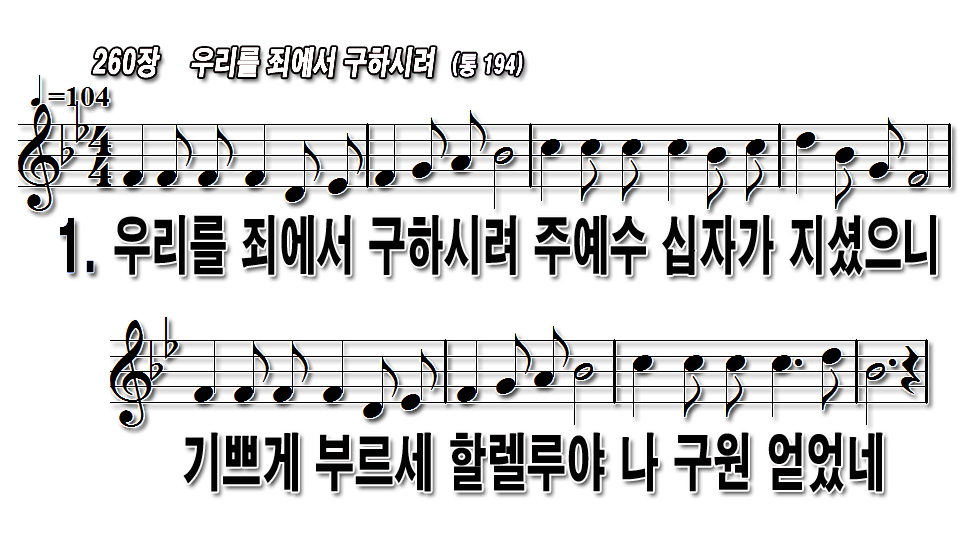 260장 우리를 죄에서 구하시려 (통 194)
♩=104
1. 우리를 죄에서 구하시려 주예수 십자가 지셨으니
기쁘게 부르세 할렐루야 나 구원 얻었네